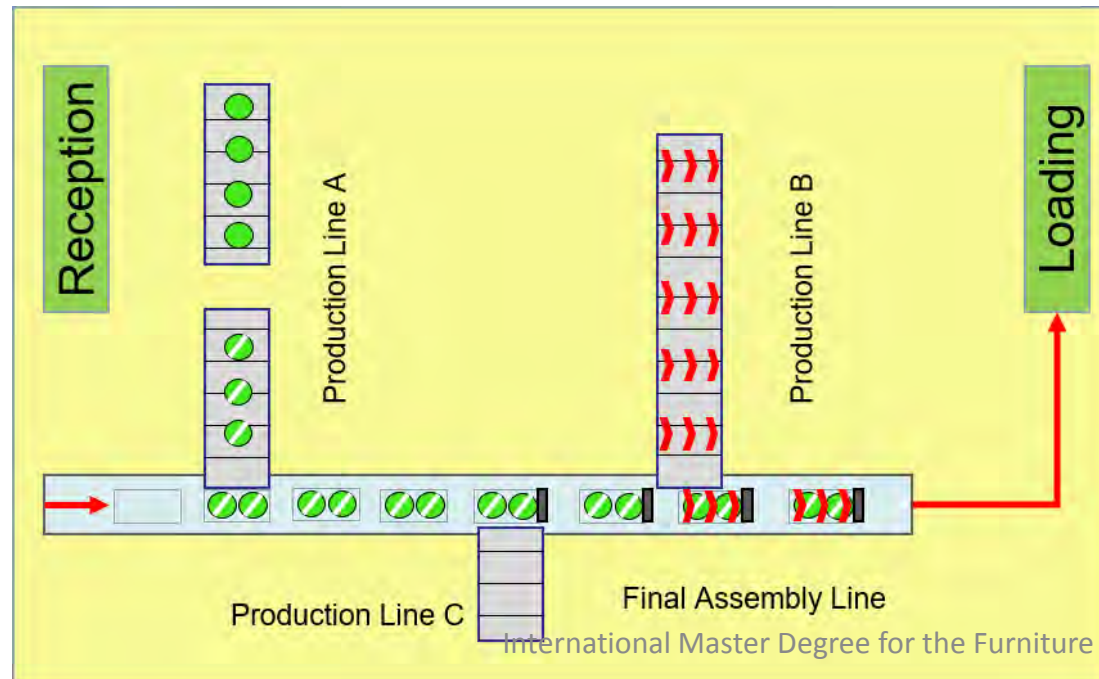 Reception
Production Line A
Production Line B
Loading
Production Line C
Final Assembly Line
International Master Degree for the Furniture